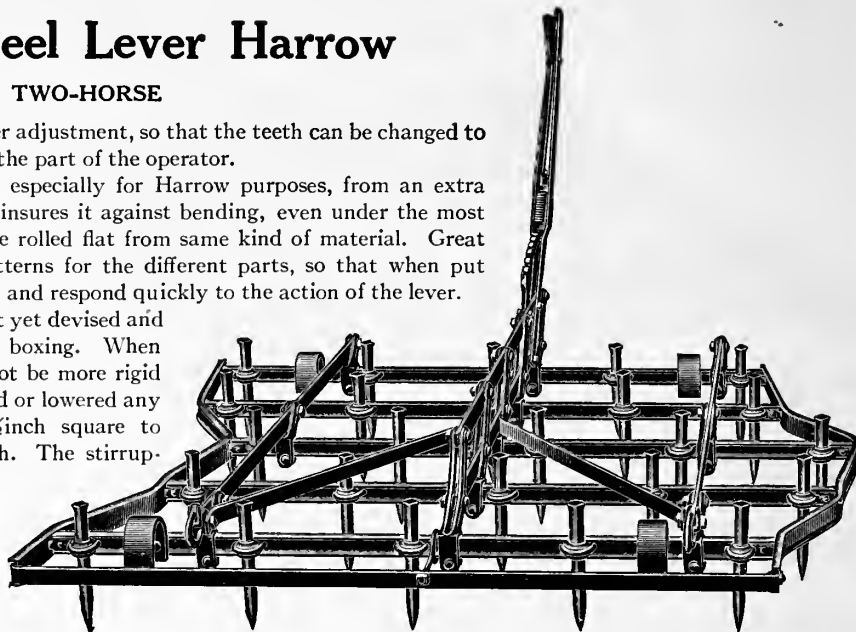 eel Lever Harrow
TWO-HORSE
er adjustment, so that the teeth can be changed to
the part of the operator.
especially for Harrow purposes, from an extra
insures it against bending, even under the most
e rolled flat from same kind of material. Great
tterns for the different parts, so that when put
and respond quickly to the action of the lever.
t yet devised and
boxing. When
ot be more rigid
d or lowered any
inch square to
h. The stirrup-